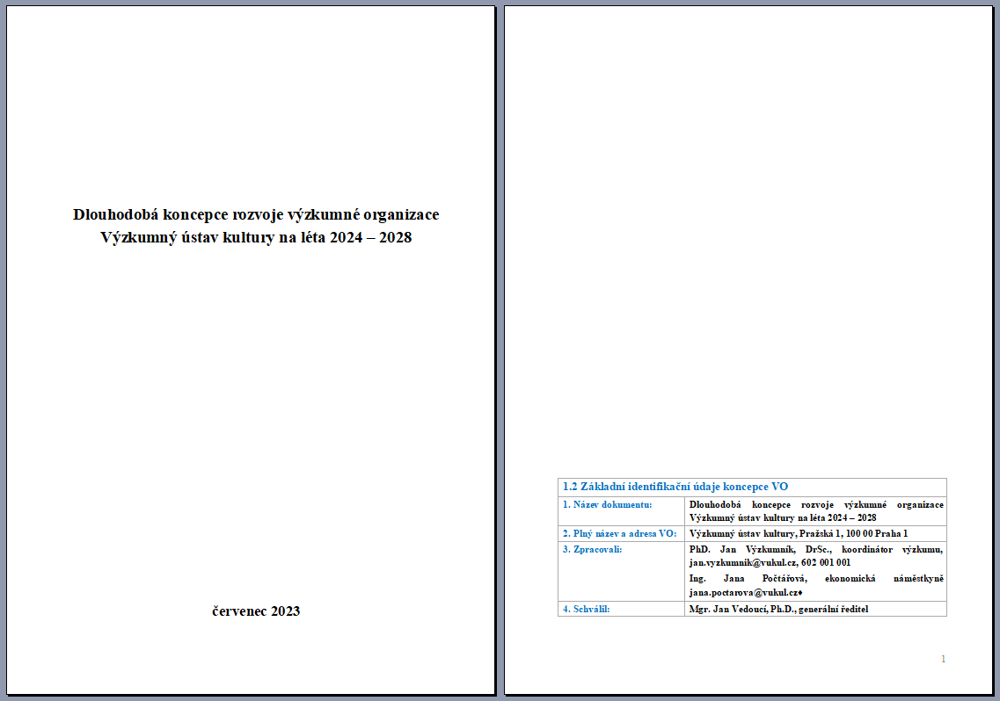 Dlouhodobá koncepce rozvoje výzkumné organizace
Výzkumný ústav kultury na léta 2024 – 2028
červenec 2023
1.2 Základní identifikační údaje koncepce VO
1. Název dokumentu:
Dlouhodobá koncepce rozvoje výzkumné organizace
Výzkumný ústav kultury na léta 2024 – 2028
2. Plný název a adresa VO:
Výzkumný ústav kultury, Pražská 1, 100 00 Praha 1
3. Zpracovali:
PhD. Jan Výzkumník, DrSc., koordinátor výzkumu,
jan.vyzkumnik@vukul.cz, 602 001 001
Ing. Jana Počtářová, ekonomická náměstkyně
jana.poctarova@vukul.cz♦
4. Schválil:
Mgr. Jan Vedoucí, Ph.D., generální ředitel
1